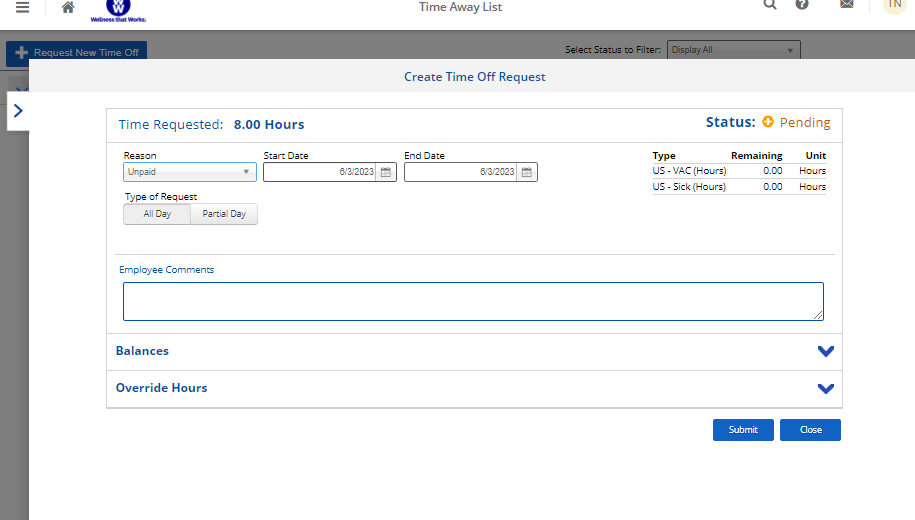 Time Away List
TN
Wellness that Works.
Request New Time Off
Select Status to Filter: Display All
Create Time Off Request
Time Requested: 8.00 Hours
Status: Pending
Reason Start Date End Date
Unpaid 6/3/2023 6/3/2023
Type Remaining Unit
US - VAC (Hours) 0.00 Hours
US - Sick (Hours) 0.00 Hours
Type of Request
All Day Partial Day
Employee Comments
Balances
Override Hours
Submit Close